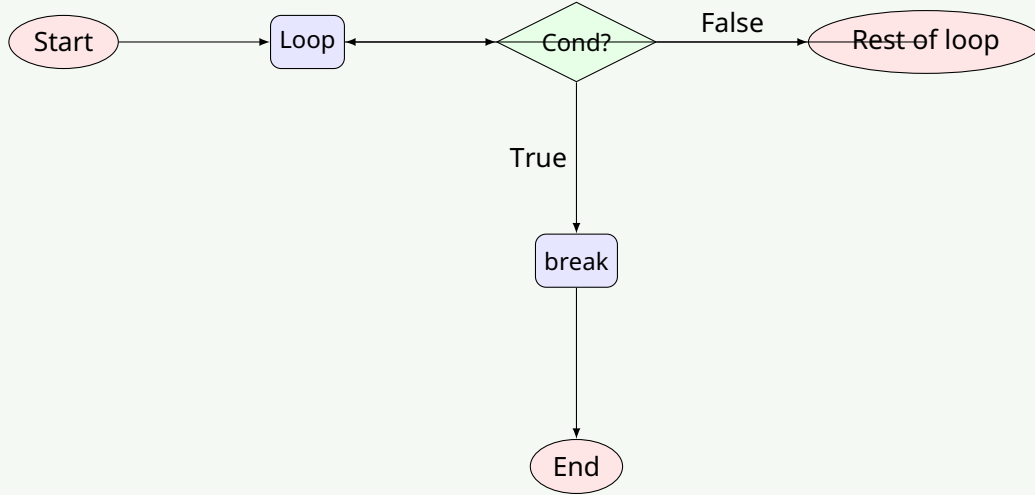 Start
Loop
Cond?
False
Rest of loop
True
break
End